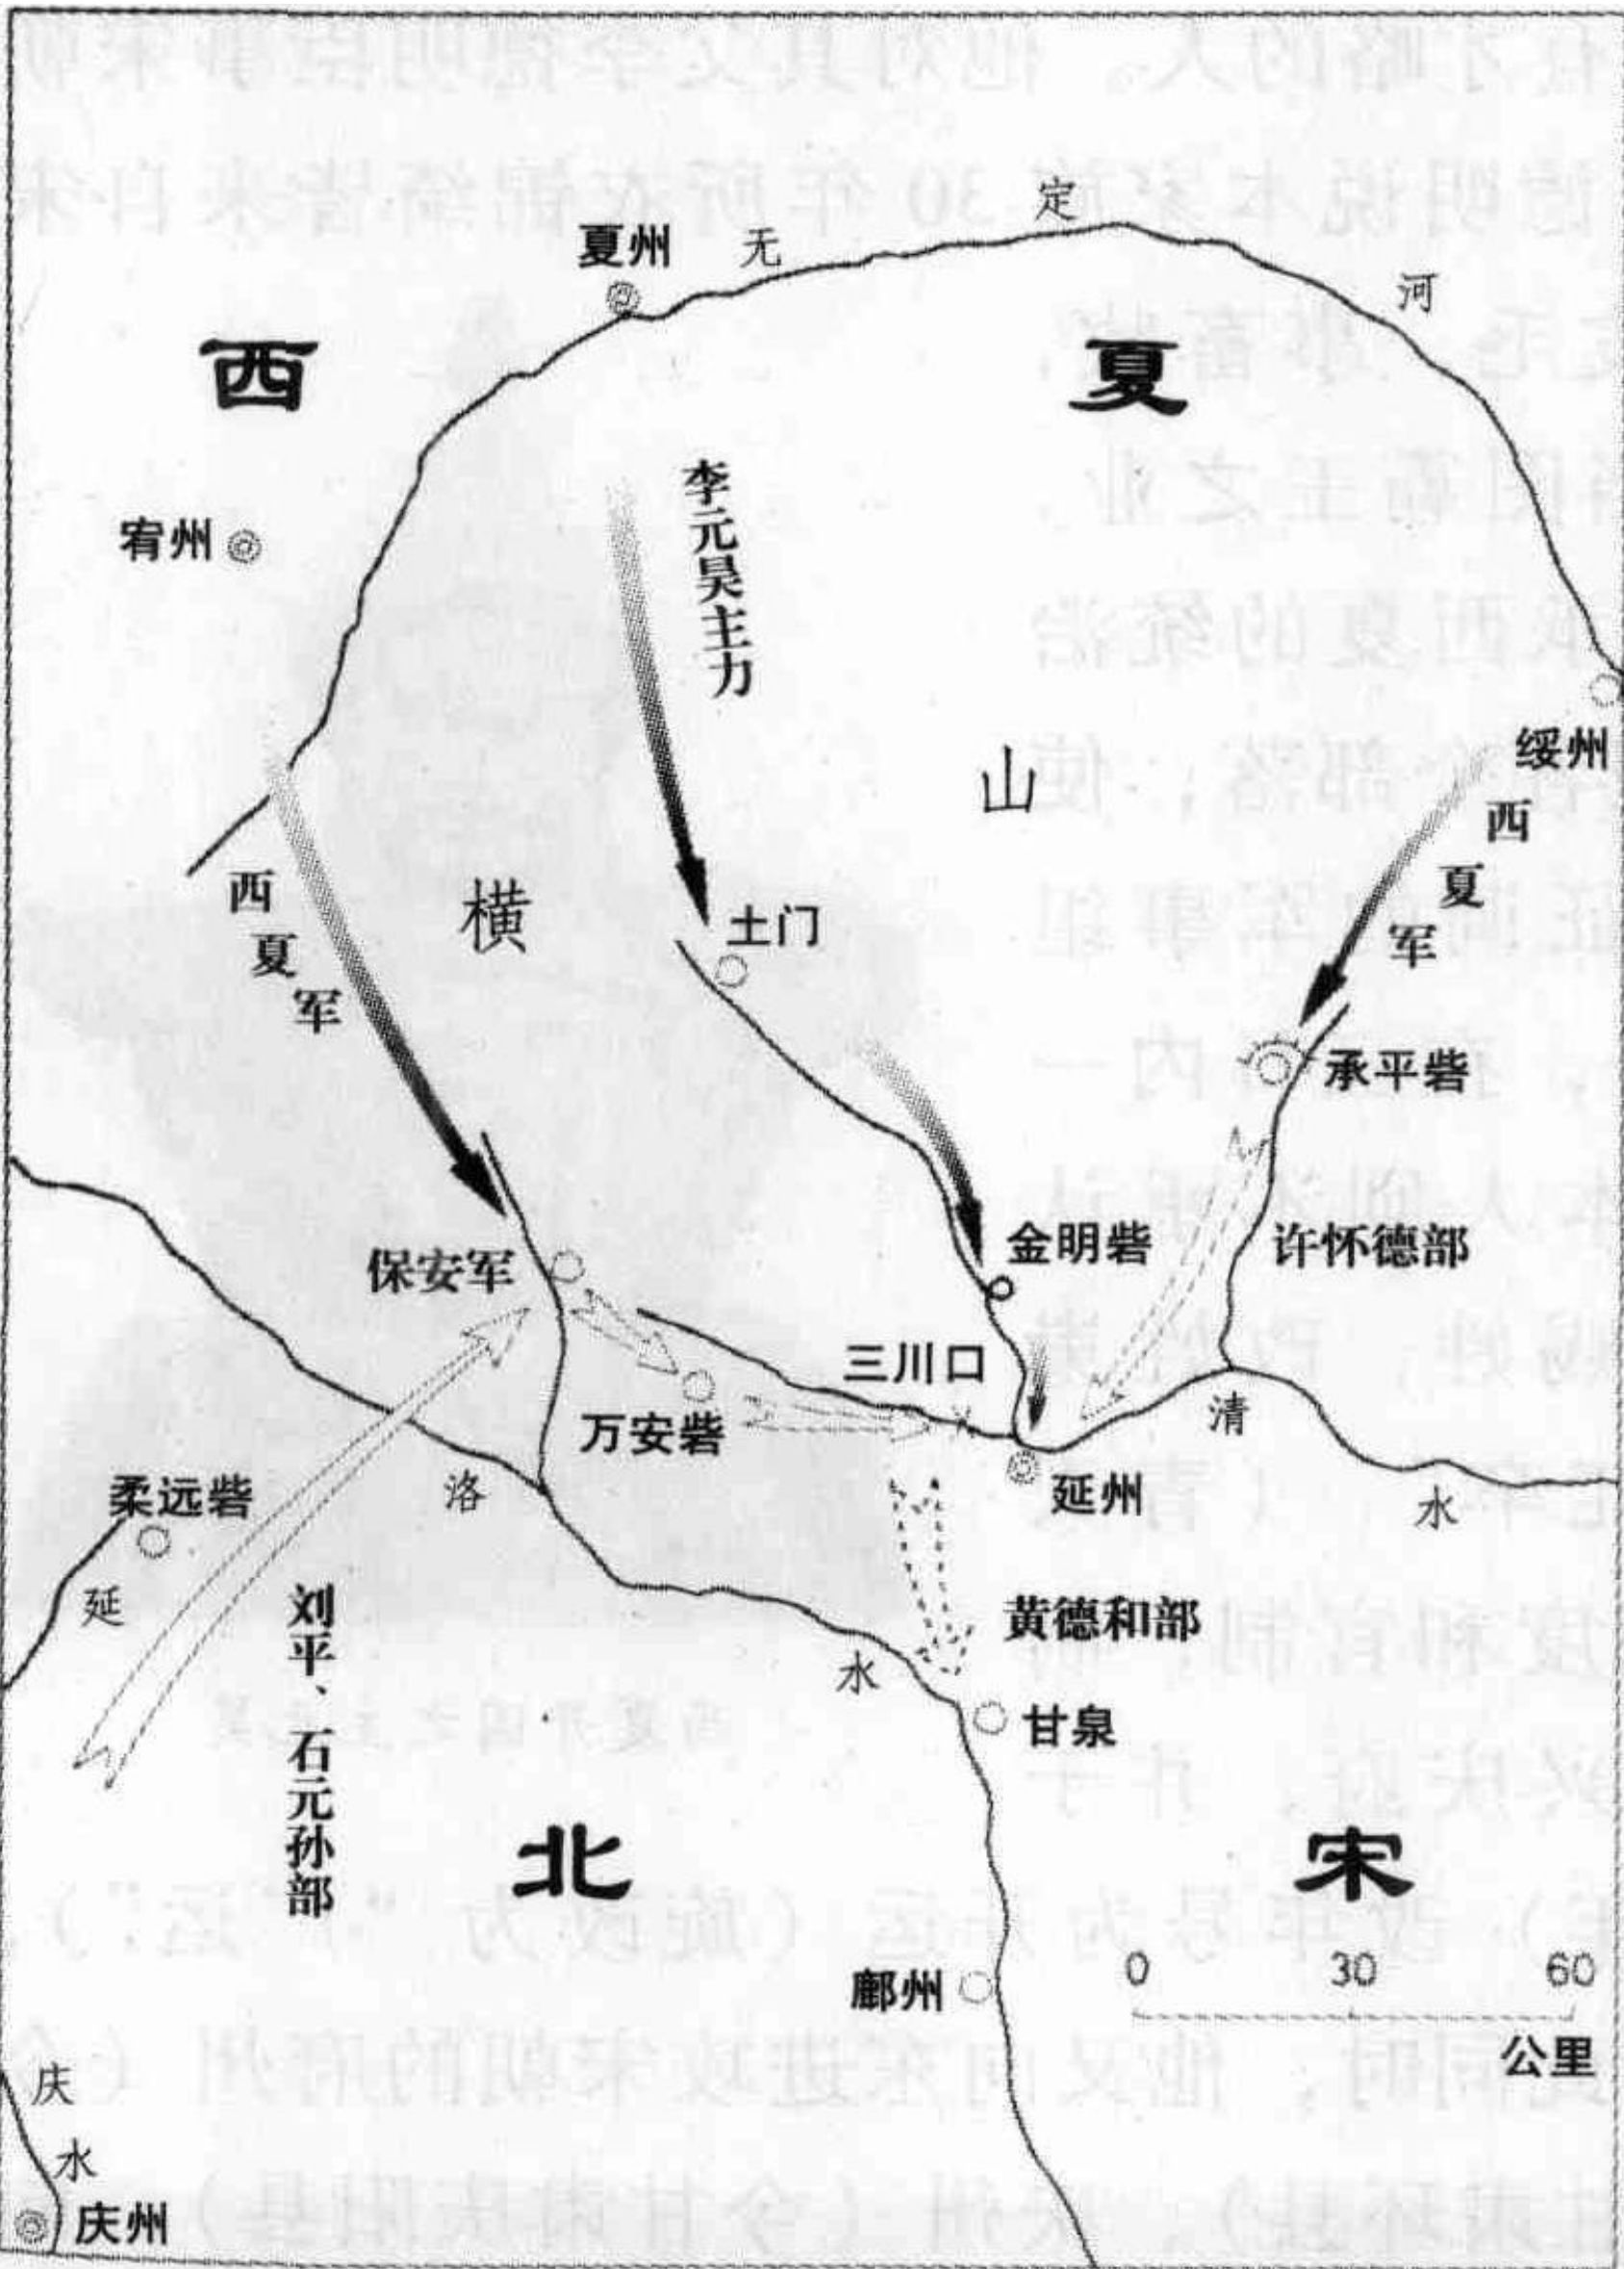 定
夏州
无
河
西
夏
李元昊主力
宥州
绥州
山
西夏军
西夏军
横
土门
承平砦
金明砦
许怀德部
保安军
三川口
万安砦
清
延州
水
柔远砦
洛
延
刘平、石元孙部
黄德和部
水
甘泉
北
宋
鄜州
0 30 60
公里
庆
水
庆州